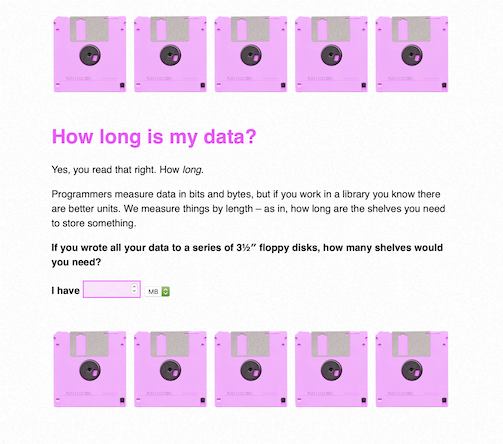 How long is my data?
Yes, you read that right. How long.
Programmers measure data in bits and bytes, but if you work in a library you know there
are better units. We measure things by length – as in, how long are the shelves you need
to store something.
If you wrote all your data to a series of 3½″ floppy disks, how many shelves would
you need?
I have MB